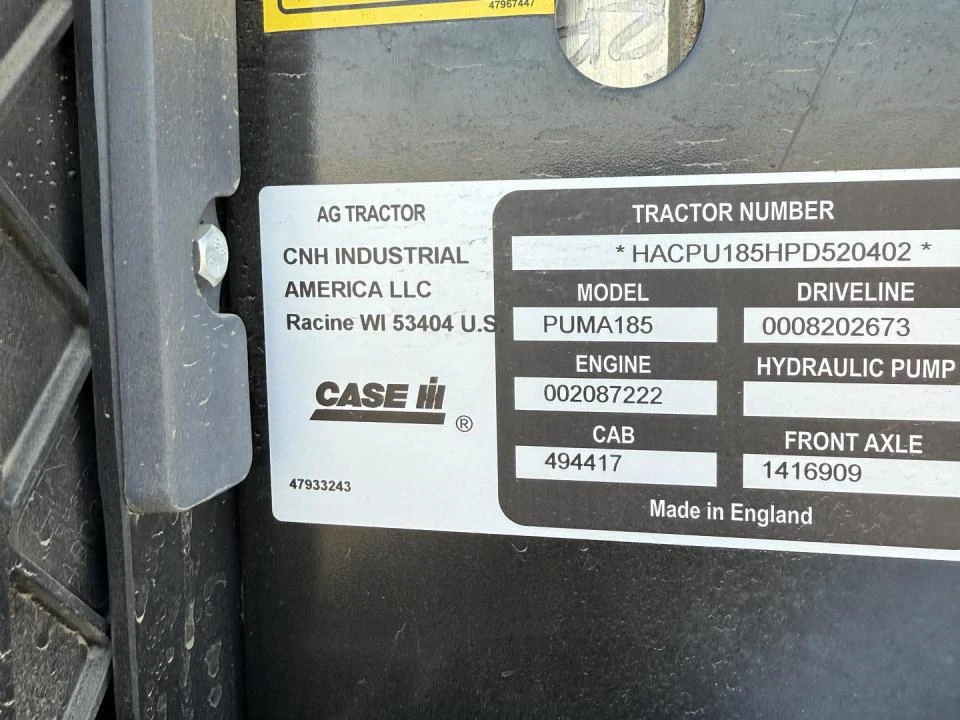 47967447
AG TRACTOR
CNH INDUSTRIAL
AMERICA LLC
Racine WI 53404 U.S.
CASE IH
®
47933243
TRACTOR NUMBER
* HACPU185HPD520402 *
MODEL
DRIVELINE
PUMA185
0008202673
ENGINE
HYDRAULIC PUMP
002087222
CAB
FRONT AXLE
494417
1416909
Made in England